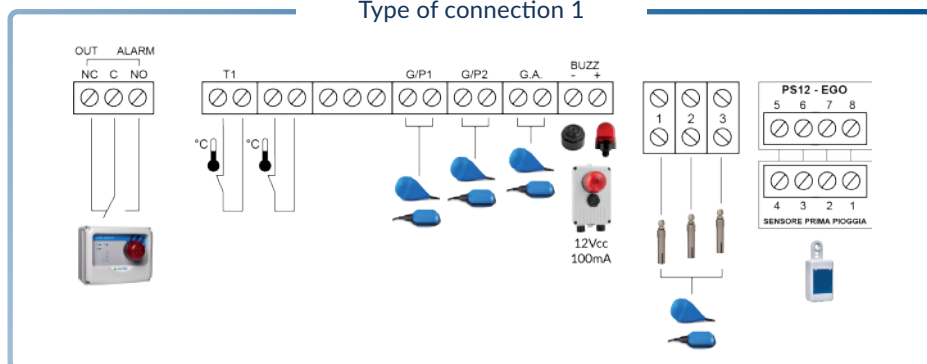 Type of connection 1
OUT ALARM
NC C NO
T1
G/P1
G/P2
G.A.
BUZZ
- +
°C
°C
12Vcc
100mA
1 2 3
PS12 - EGO
5 6 7 8
4 3 2 1
SENSORE PRIMA PIOGGIA